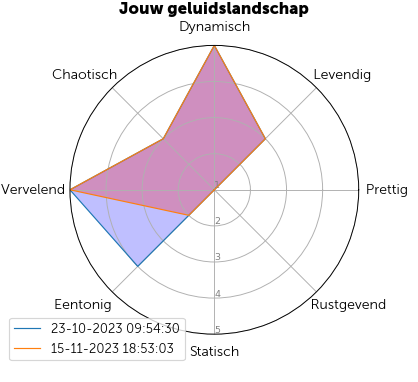 Jouw geluidslandschap
Dynamisch
Chaotisch
Levendig
Vervelend
Prettig
1
2
3
4
5
Eentonig
Rustgevend
Statisch
23-10-2023 09:54:30
15-11-2023 18:53:03